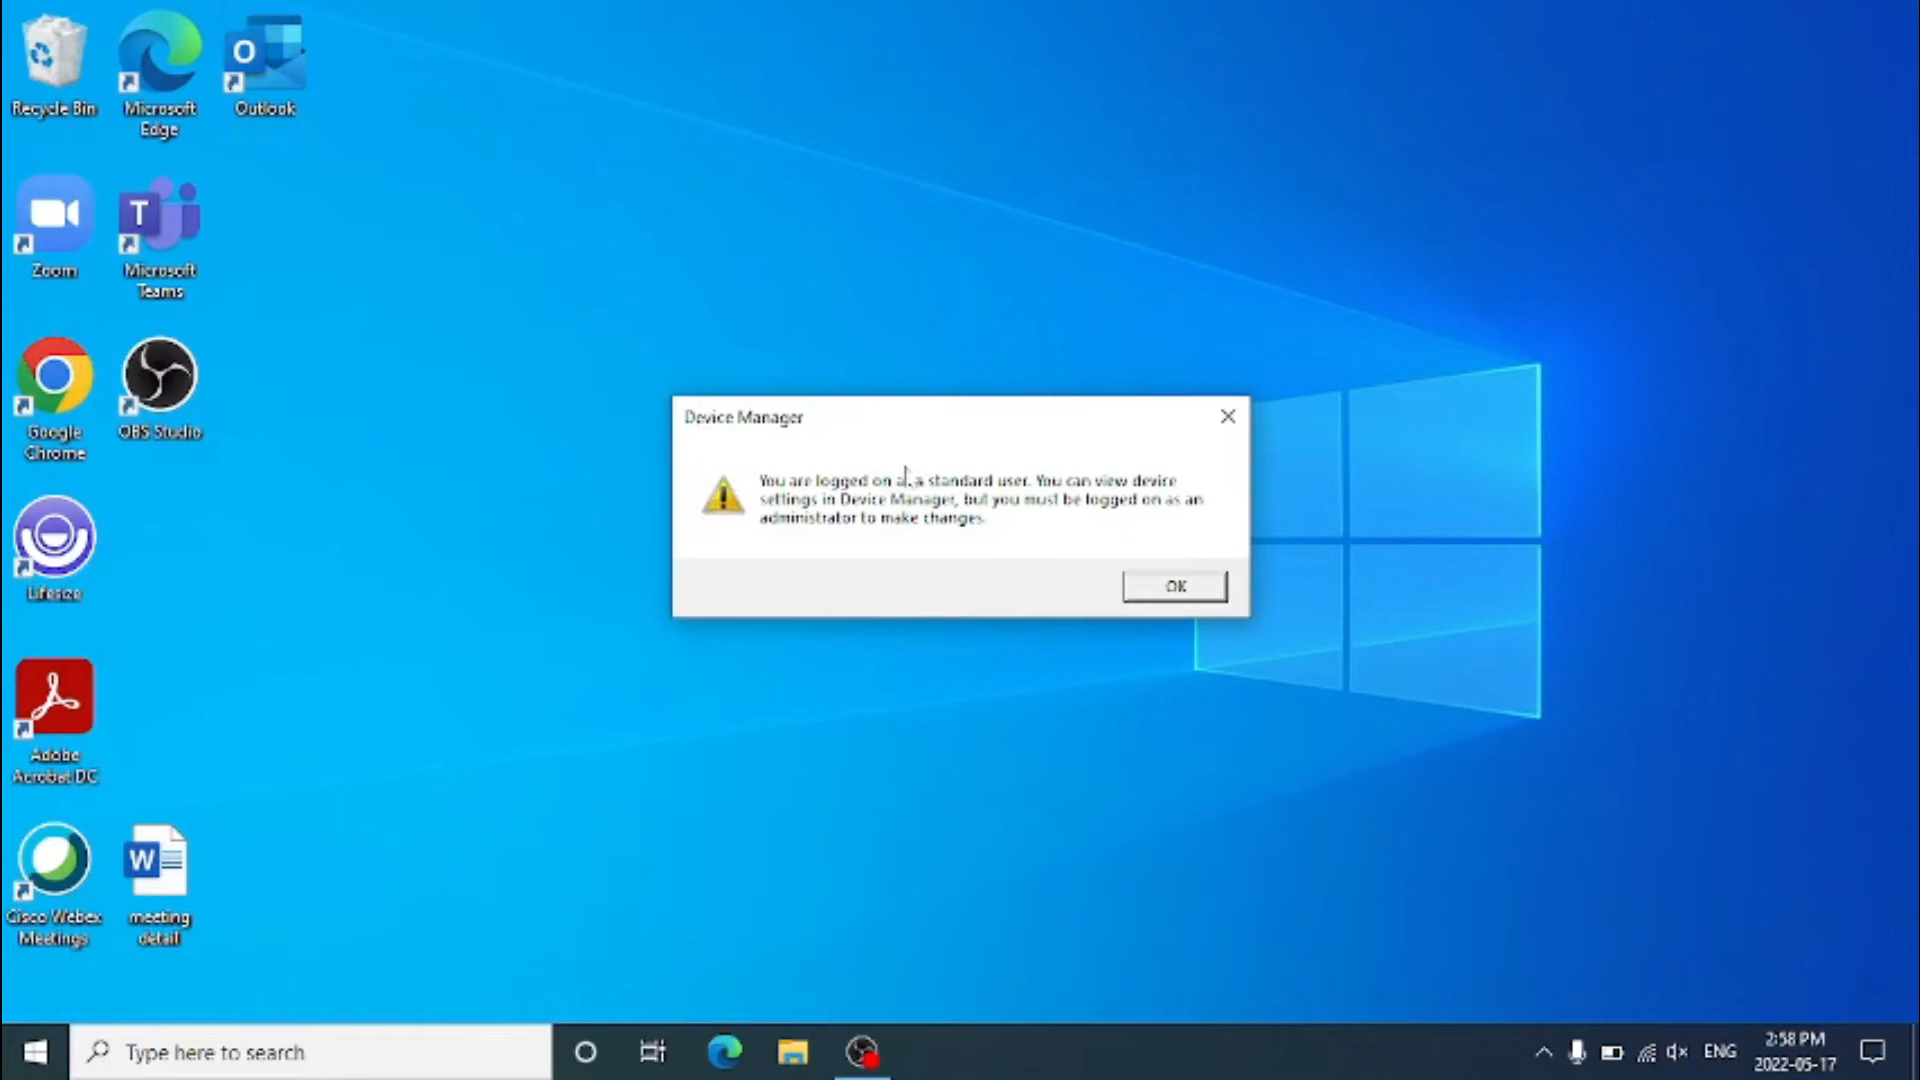 Recycle Bin
Microsoft
Edge
Outlook
Zoom
Microsoft
Teams
Google
Chrome
OBS Studio
Lifesize
Adobe
Acrobat DC
Cisco Webex
Meetings
meeting
detail
Device Manager
You are logged on as a standard user. You can view device
settings in Device Manager, but you must be logged on as an
administrator to make changes.
OK
Type here to search
ENG
2:58 PM
2022-05-17